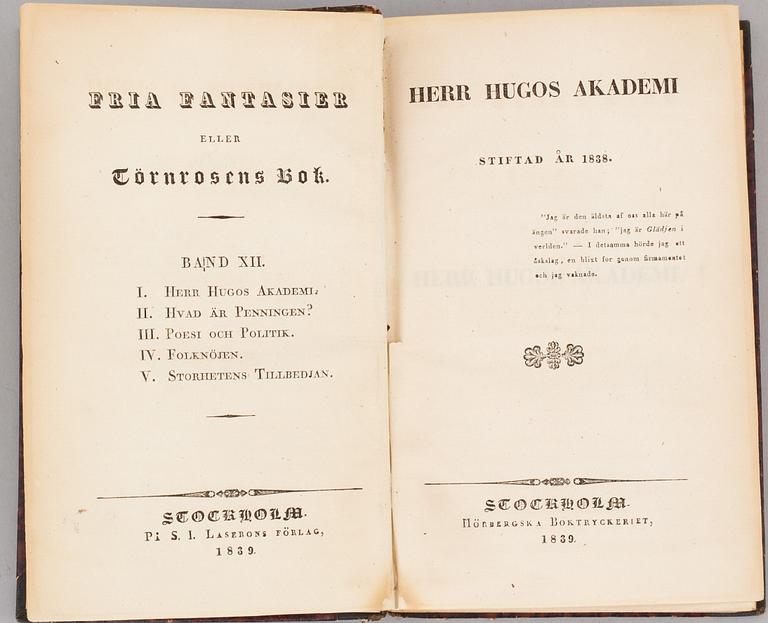 FRIA FANTASIER
ELLER
Törnrosens Bok.
BAND XII.
I. HERR HUGOS AKADEMI.
II. HVAD ÄR PENNINGEN?
III. POESI OCH POLITIK.
IV. FOLKNÖJEN.
V. STORHETENS TILLBEDJAN.
STOCKHOLM.
På S. I. LASERONS FÖRLAG,
1839.
HERR HUGOS AKADEMI
STIFTAD ÅR 1838.
"Jag är den äldsta af oss alla här på
ängen" svarade han; "jag är Glädjen i
verlden." — I detsamma hörde jag ett
åskslag, en blixt for genom firmamentet
och jag vaknade.
STOCKHOLM.
HÖRBERGSKA BOKTRYCKERIET,
1839.